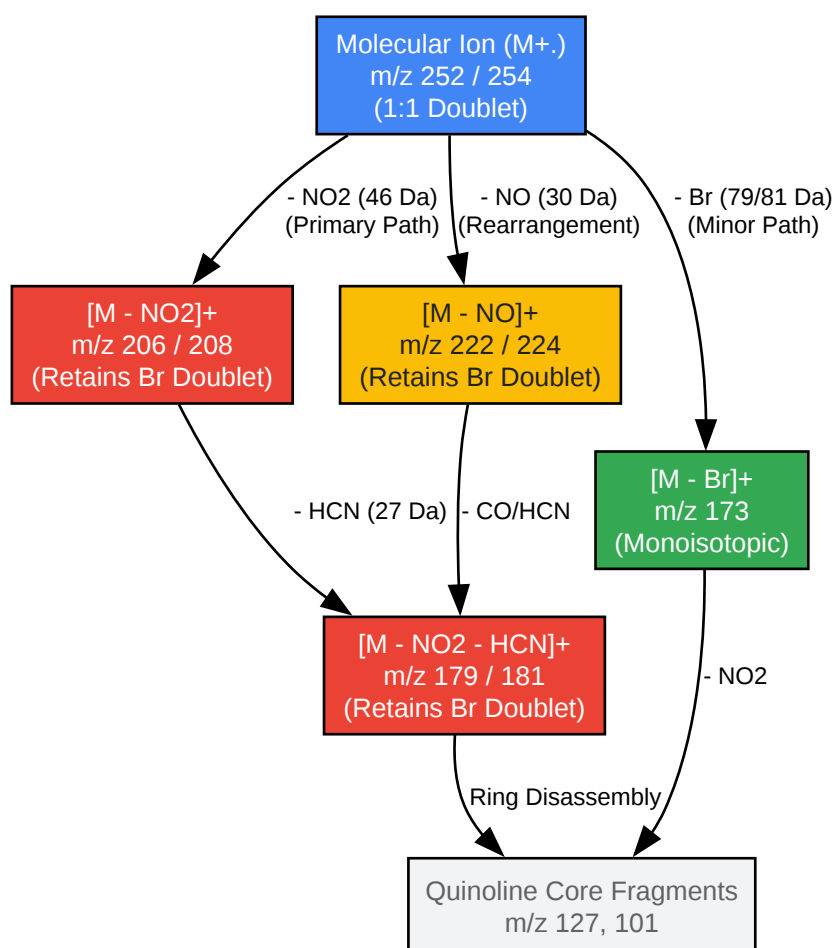 Molecular Ion (M+.)
m/z 252 / 254
(1:1 Doublet)
- NO2 (46 Da)
(Primary Path)
- NO (30 Da)
(Rearrangement)
- Br (79/81 Da)
(Minor Path)
[M - NO2]+
m/z 206 / 208
(Retains Br Doublet)
[M - NO]+
m/z 222 / 224
(Retains Br Doublet)
[M - Br]+
m/z 173
(Monoisotopic)
- HCN (27 Da)
- CO/HCN
[M - NO2 - HCN]+
m/z 179 / 181
(Retains Br Doublet)
- NO2
Ring Disassembly
Quinoline Core Fragments
m/z 127, 101